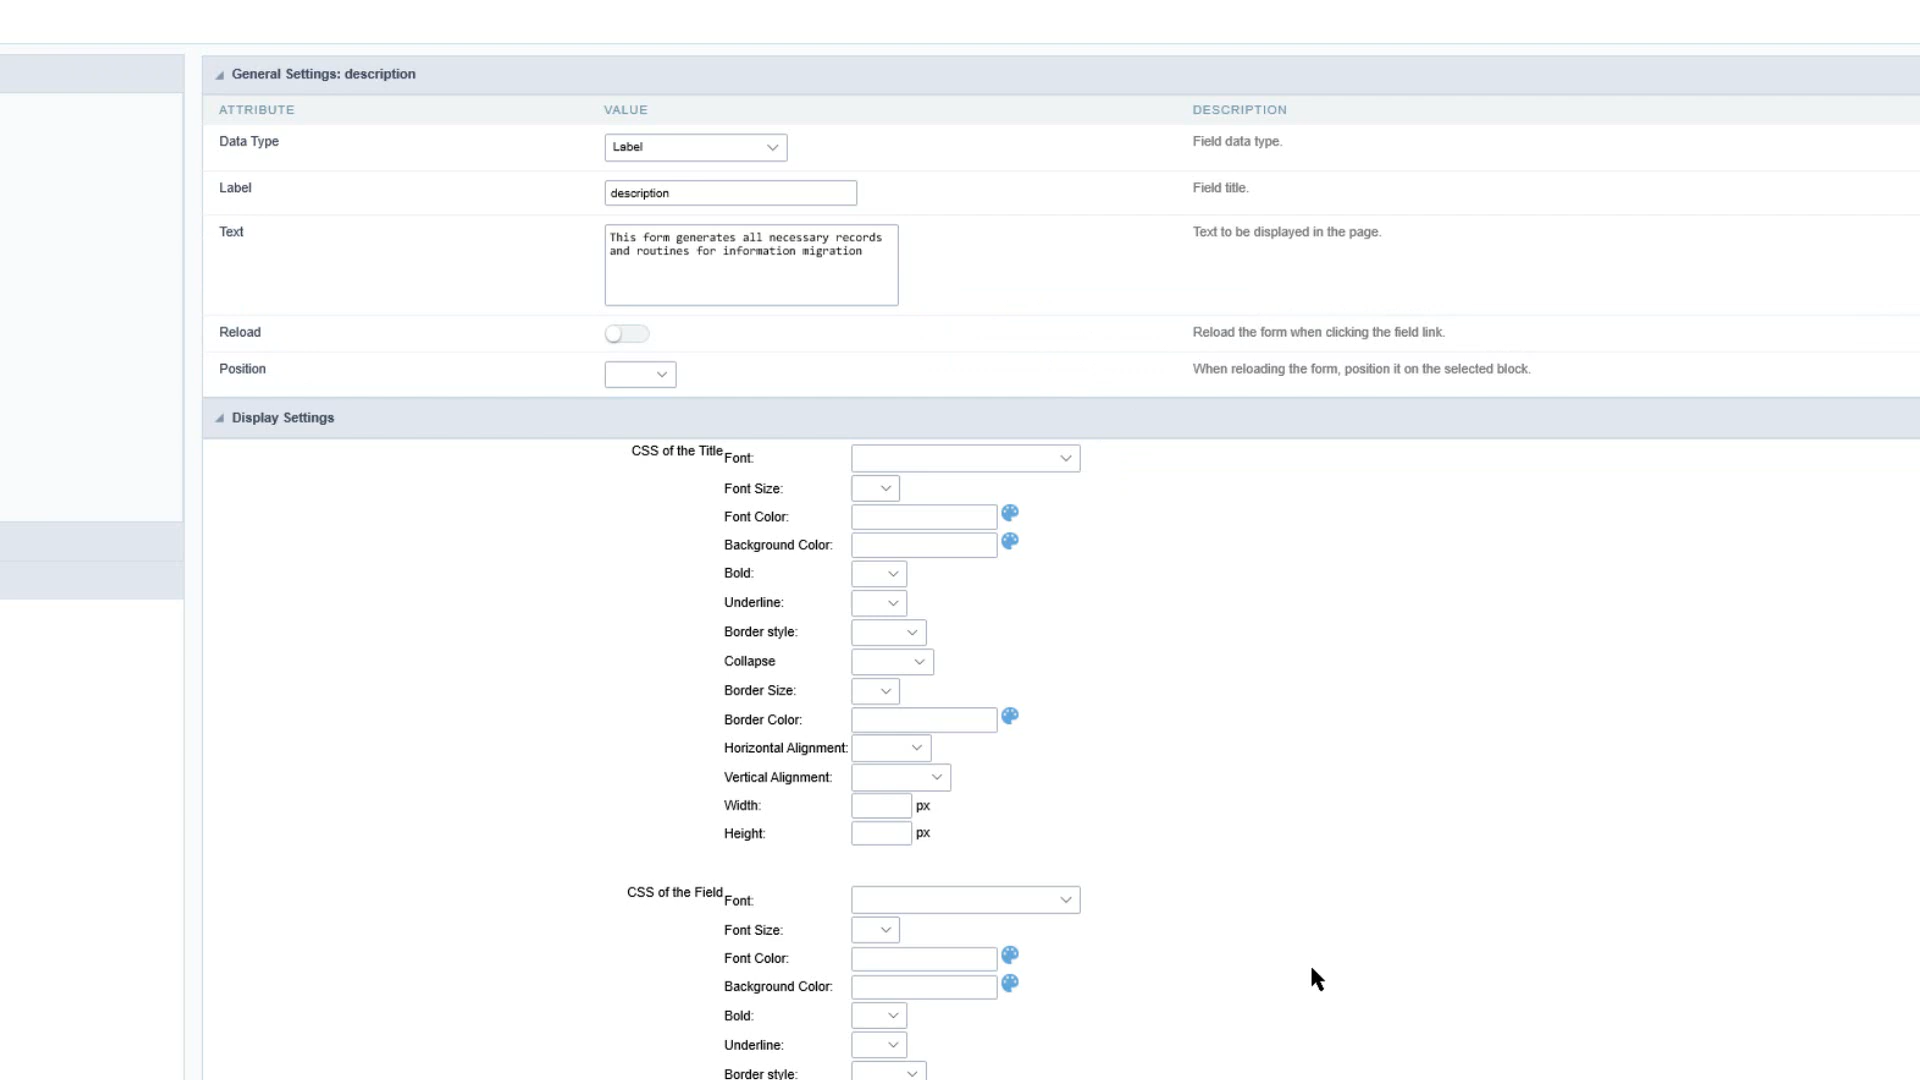 General Settings: description
ATTRIBUTE VALUE DESCRIPTION
Data Type Label Field data type.
Label description Field title.
Text This form generates all necessary records Text to be displayed in the page.
and routines for information migration
Reload Reload the form when clicking the field link.
Position When reloading the form, position it on the selected block.
Display Settings
CSS of the Title Font:
Font Size:
Font Color:
Background Color:
Bold:
Underline:
Border style:
Collapse
Border Size:
Border Color:
Horizontal Alignment:
Vertical Alignment:
Width: px
Height: px
CSS of the Field Font:
Font Size:
Font Color:
Background Color:
Bold:
Underline:
Border style: